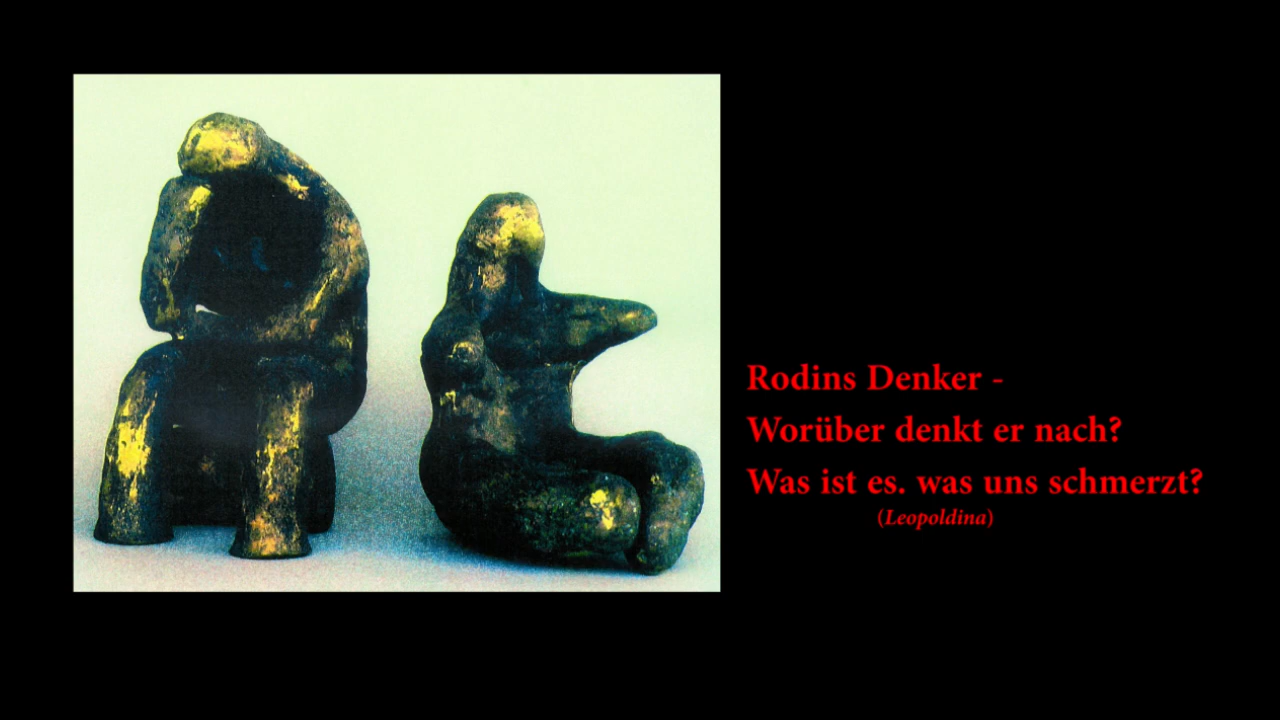 Rodins Denker -
Worüber denkt er nach?
Was ist es. was uns schmerzt?
(Leopoldina)